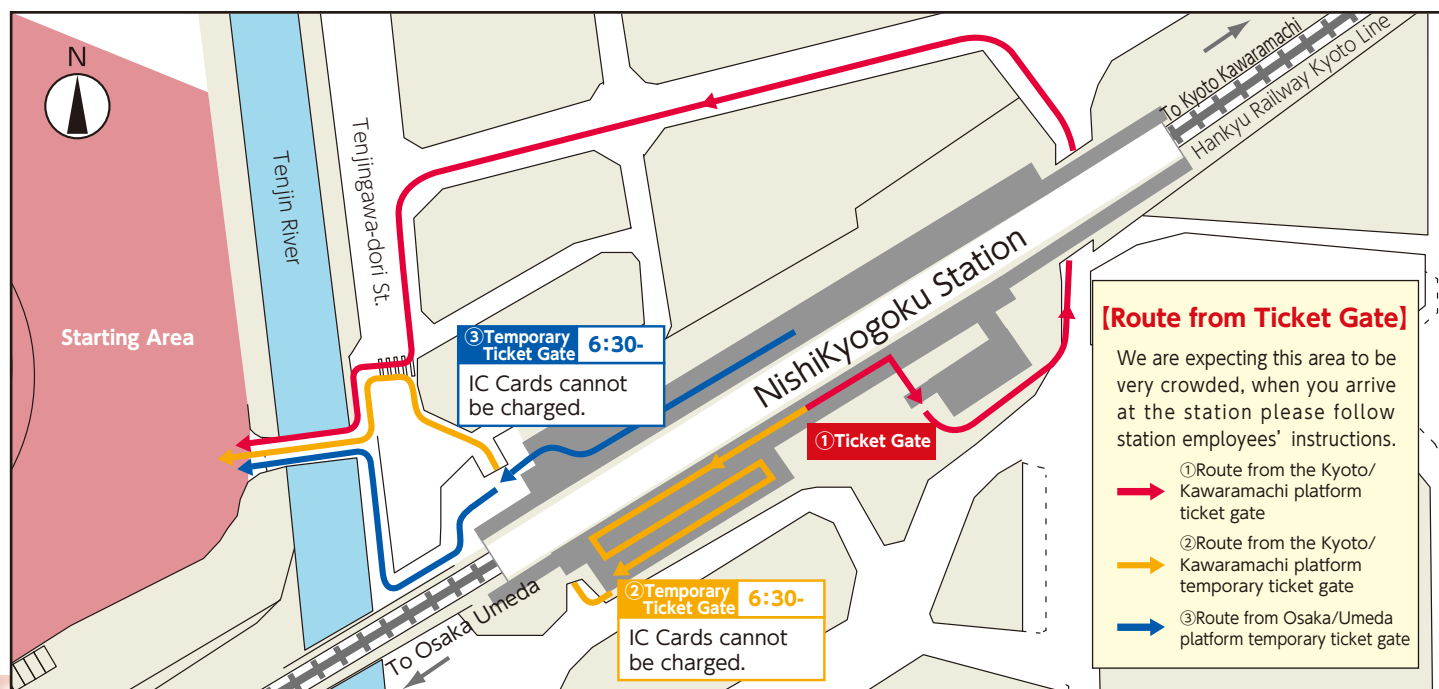 N
Tenjin River
Tenjingawa-dori St.
Starting Area
To Kyoto Kawaramachi
Hankyu Railway Kyoto Line
NishiKyogoku Station
③Temporary
Ticket Gate
6:30-
IC Cards cannot
be charged.
①Ticket Gate
②Temporary
Ticket Gate
6:30-
IC Cards cannot
be charged.
To Osaka Umeda
【Route from Ticket Gate】
We are expecting this area to be
very crowded, when you arrive
at the station please follow
station employees' instructions.
①Route from the Kyoto/
Kawaramachi platform
ticket gate
②Route from the Kyoto/
Kawaramachi platform
temporary ticket gate
③Route from Osaka/Umeda
platform temporary ticket gate